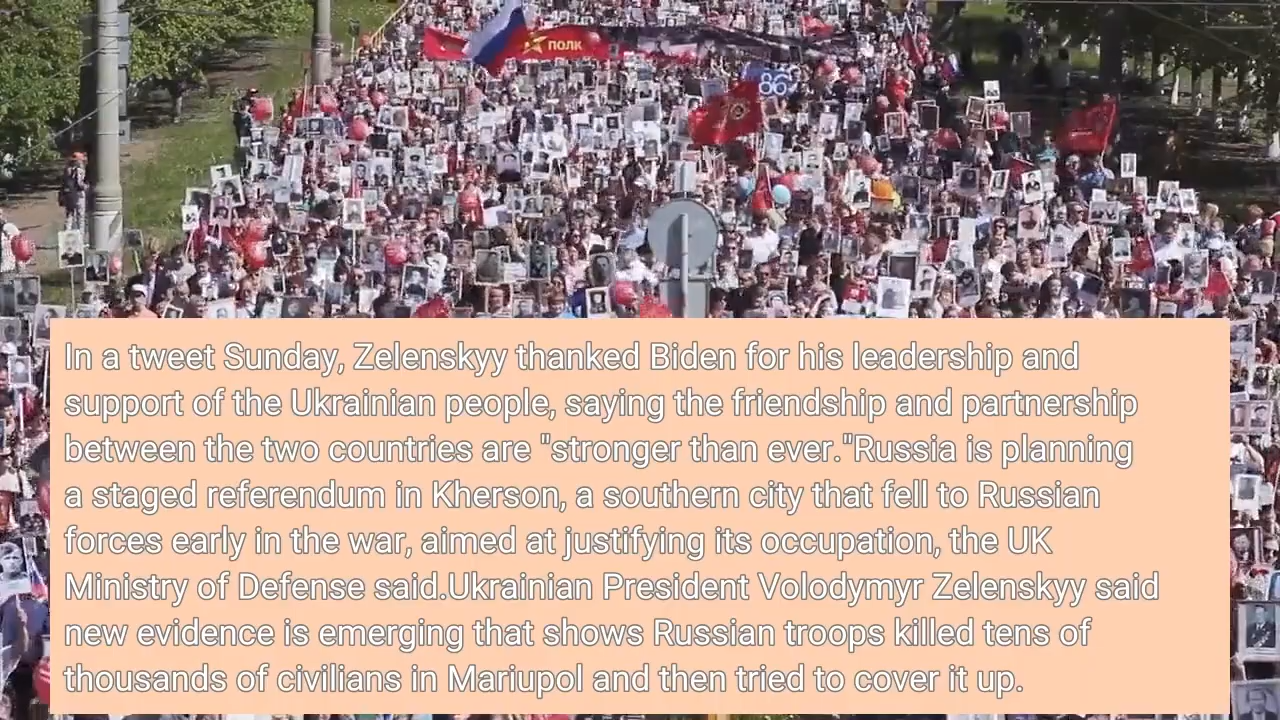 ПОЛК
86
In a tweet Sunday, Zelenskyy thanked Biden for his leadership and
support of the Ukrainian people, saying the friendship and partnership
between the two countries are "stronger than ever."Russia is planning
a staged referendum in Kherson, a southern city that fell to Russian
forces early in the war, aimed at justifying its occupation, the UK
Ministry of Defense said.Ukrainian President Volodymyr Zelenskyy said
new evidence is emerging that shows Russian troops killed tens of
thousands of civilians in Mariupol and then tried to cover it up.